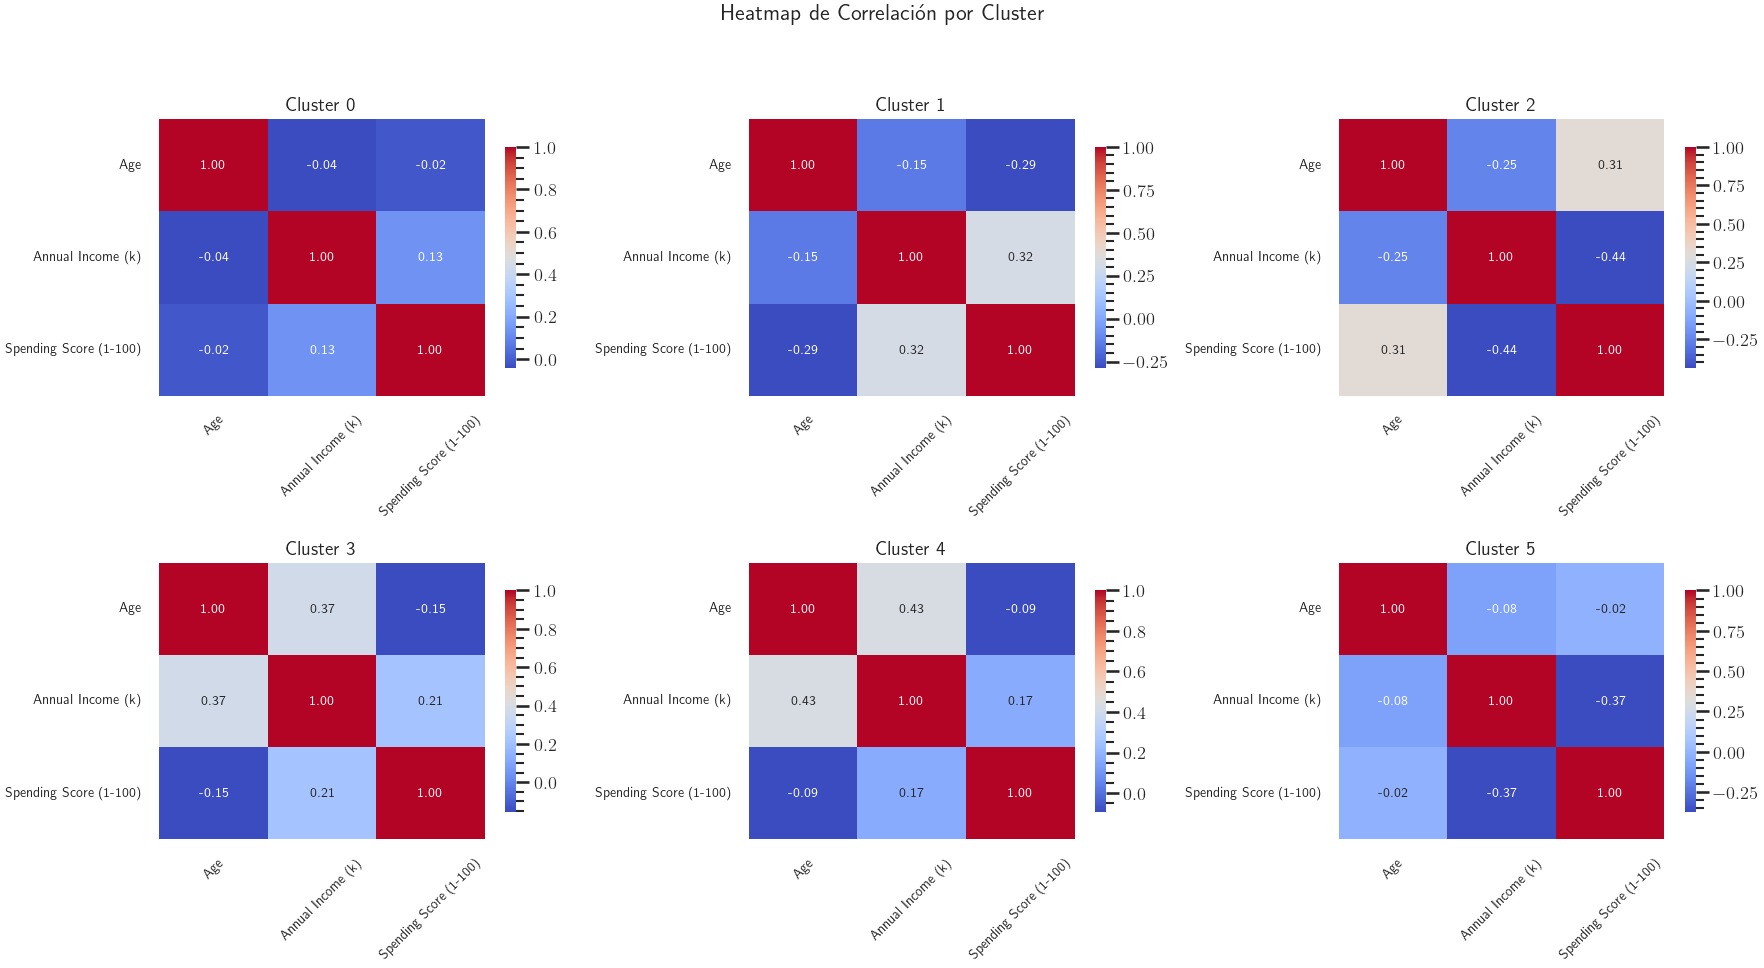 Heatmap de Correlación por Cluster
Cluster 0
Age
1.00 -0.04 -0.02
Annual Income (k)
-0.04 1.00 0.13
Spending Score (1-100)
-0.02 0.13 1.00
Age
Annual Income (k)
Spending Score (1-100)
1.0
0.8
0.6
0.4
0.2
0.0
Cluster 1
Age
1.00 -0.15 -0.29
Annual Income (k)
-0.15 1.00 0.32
Spending Score (1-100)
-0.29 0.32 1.00
Age
Annual Income (k)
Spending Score (1-100)
1.00
0.75
0.50
0.25
0.00
−0.25
Cluster 2
Age
1.00 -0.25 0.31
Annual Income (k)
-0.25 1.00 -0.44
Spending Score (1-100)
0.31 -0.44 1.00
Age
Annual Income (k)
Spending Score (1-100)
1.00
0.75
0.50
0.25
0.00
−0.25
Cluster 3
Age
1.00 0.37 -0.15
Annual Income (k)
0.37 1.00 0.21
Spending Score (1-100)
-0.15 0.21 1.00
Age
Annual Income (k)
Spending Score (1-100)
1.0
0.8
0.6
0.4
0.2
0.0
Cluster 4
Age
1.00 0.43 -0.09
Annual Income (k)
0.43 1.00 0.17
Spending Score (1-100)
-0.09 0.17 1.00
Age
Annual Income (k)
Spending Score (1-100)
1.0
0.8
0.6
0.4
0.2
0.0
Cluster 5
Age
1.00 -0.08 -0.02
Annual Income (k)
-0.08 1.00 -0.37
Spending Score (1-100)
-0.02 -0.37 1.00
Age
Annual Income (k)
Spending Score (1-100)
1.00
0.75
0.50
0.25
0.00
−0.25